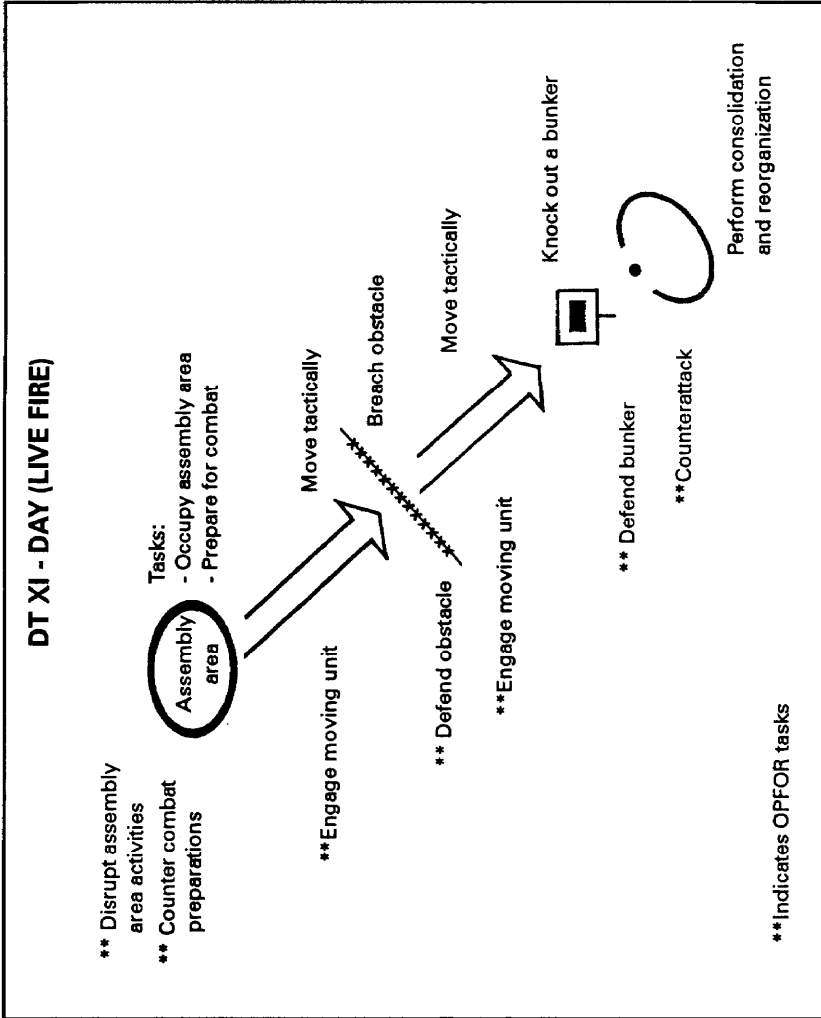 DT XI - DAY (LIVE FIRE)
** Disrupt assembly
area activities
** Counter combat
preparations
Assembly
area
Tasks:
- Occupy assembly area
- Prepare for combat
**Engage moving unit
Move tactically
Breach obstacle
** Defend obstacle
**Engage moving unit
Move tactically
Knock out a bunker
** Defend bunker
**Counterattack
Perform consolidation
and reorganization
**Indicates OPFOR tasks